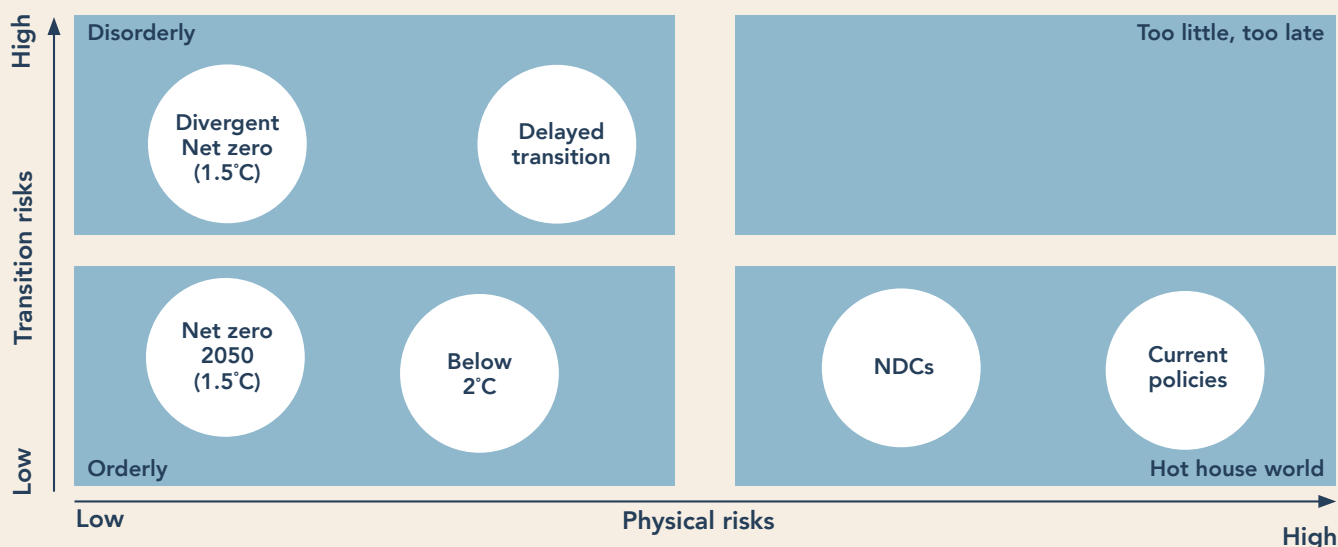 High
Transition risks
Low
Disorderly
Divergent
Net zero
(1.5°C)
Delayed
transition
Too little, too late
Net zero
2050
(1.5°C)
Below
2°C
Orderly
NDCs
Current
policies
Hot house world
Low
Physical risks
High